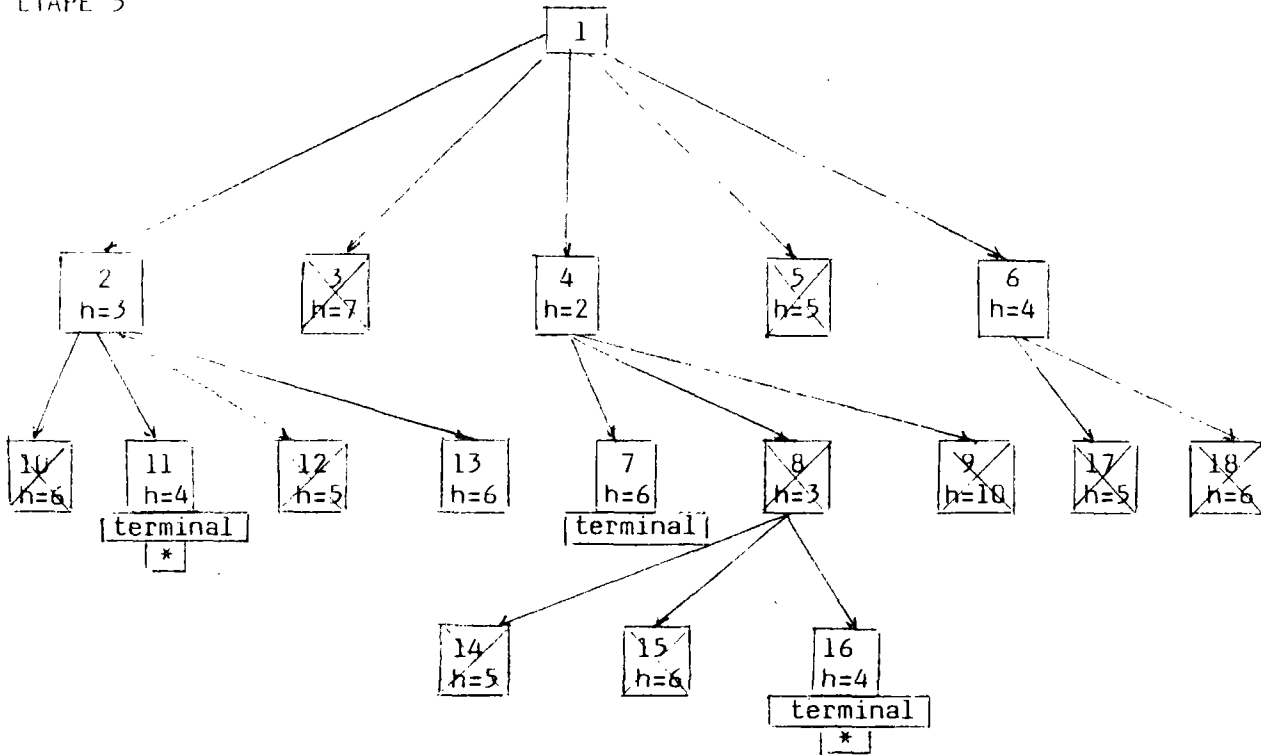 ETAPE 5
1
2
h=3
3
h=7
4
h=2
5
h=5
6
h=4
10
h=6
11
h=4
terminal
*
12
h=5
13
h=6
7
h=6
terminal
8
h=3
9
h=10
17
h=5
18
h=6
14
h=5
15
h=6
16
h=4
terminal
*